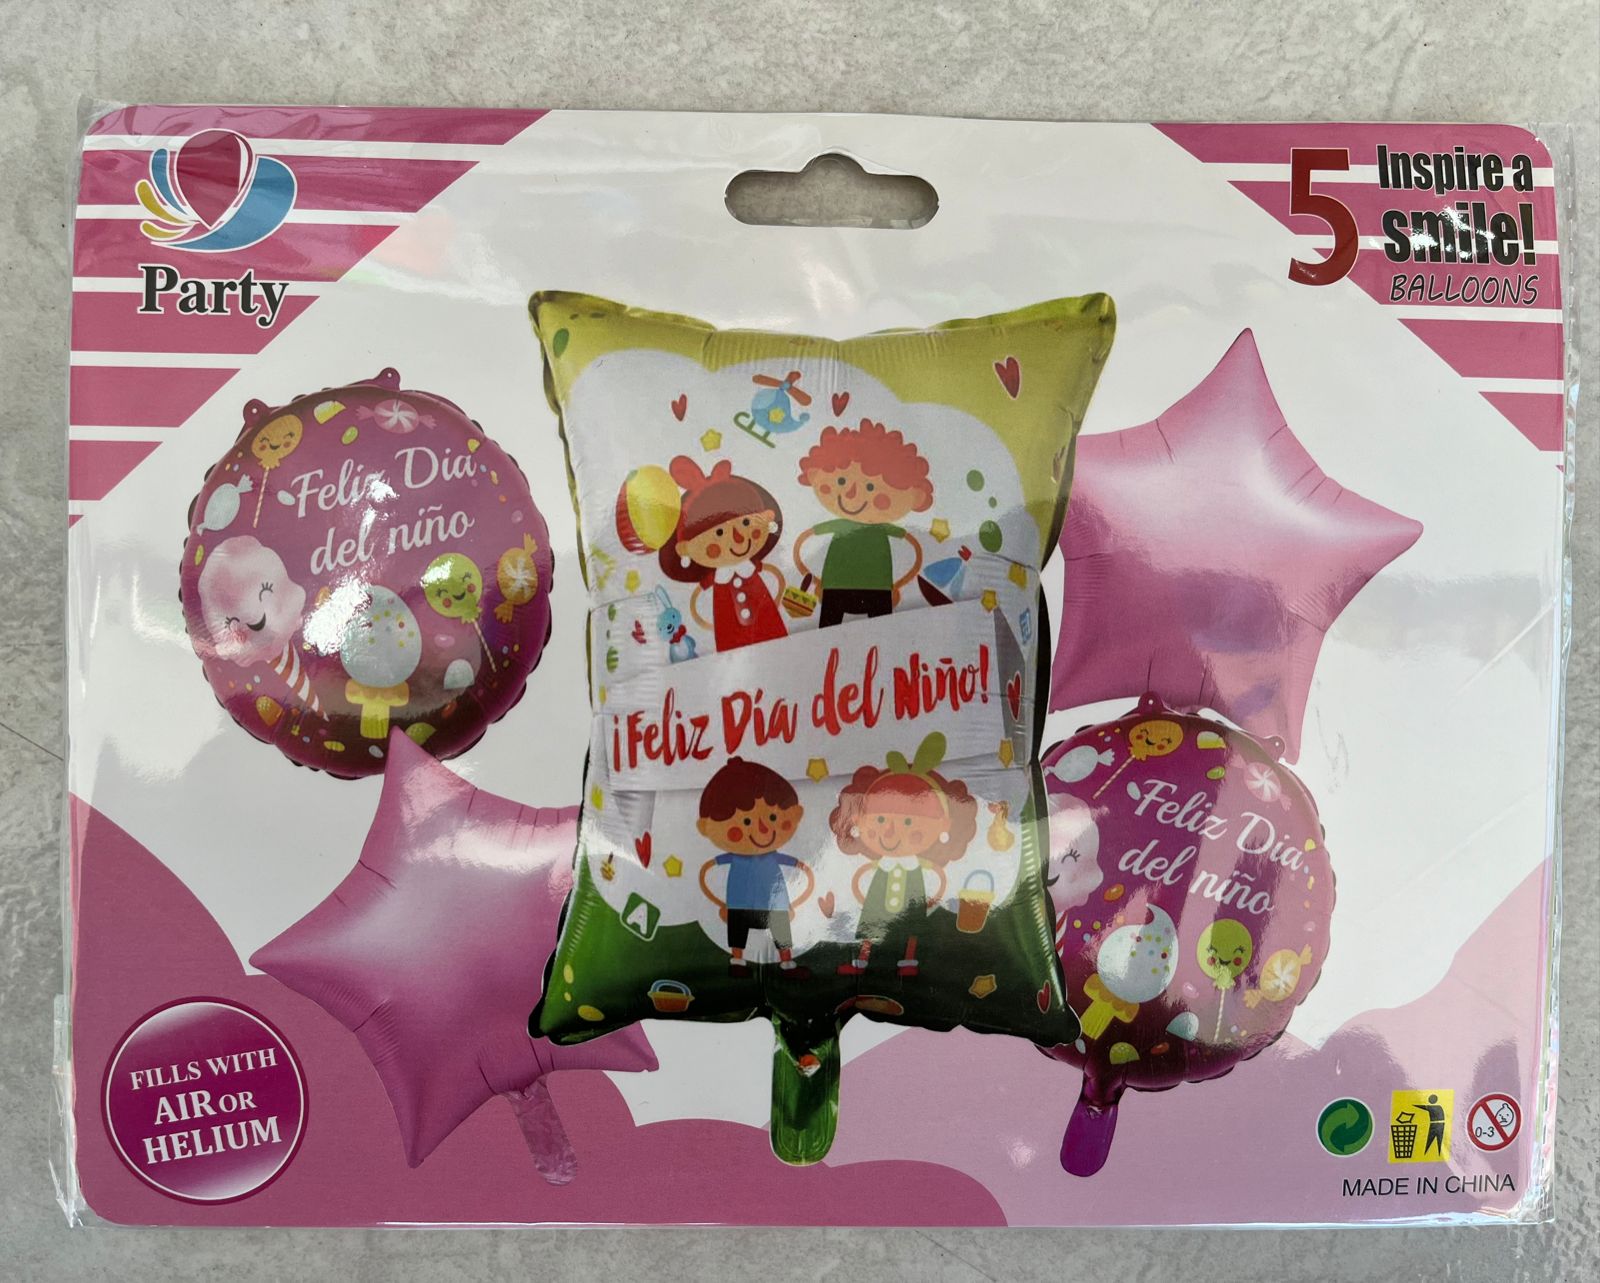 Party
5
Inspire a
smile!
BALLOONS
Feliz Dia
del niño
¡Feliz Día del Niño!
A
Feliz Dia
del niño
FILLS WITH
AIR OR
HELIUM
0-3
MADE IN CHINA